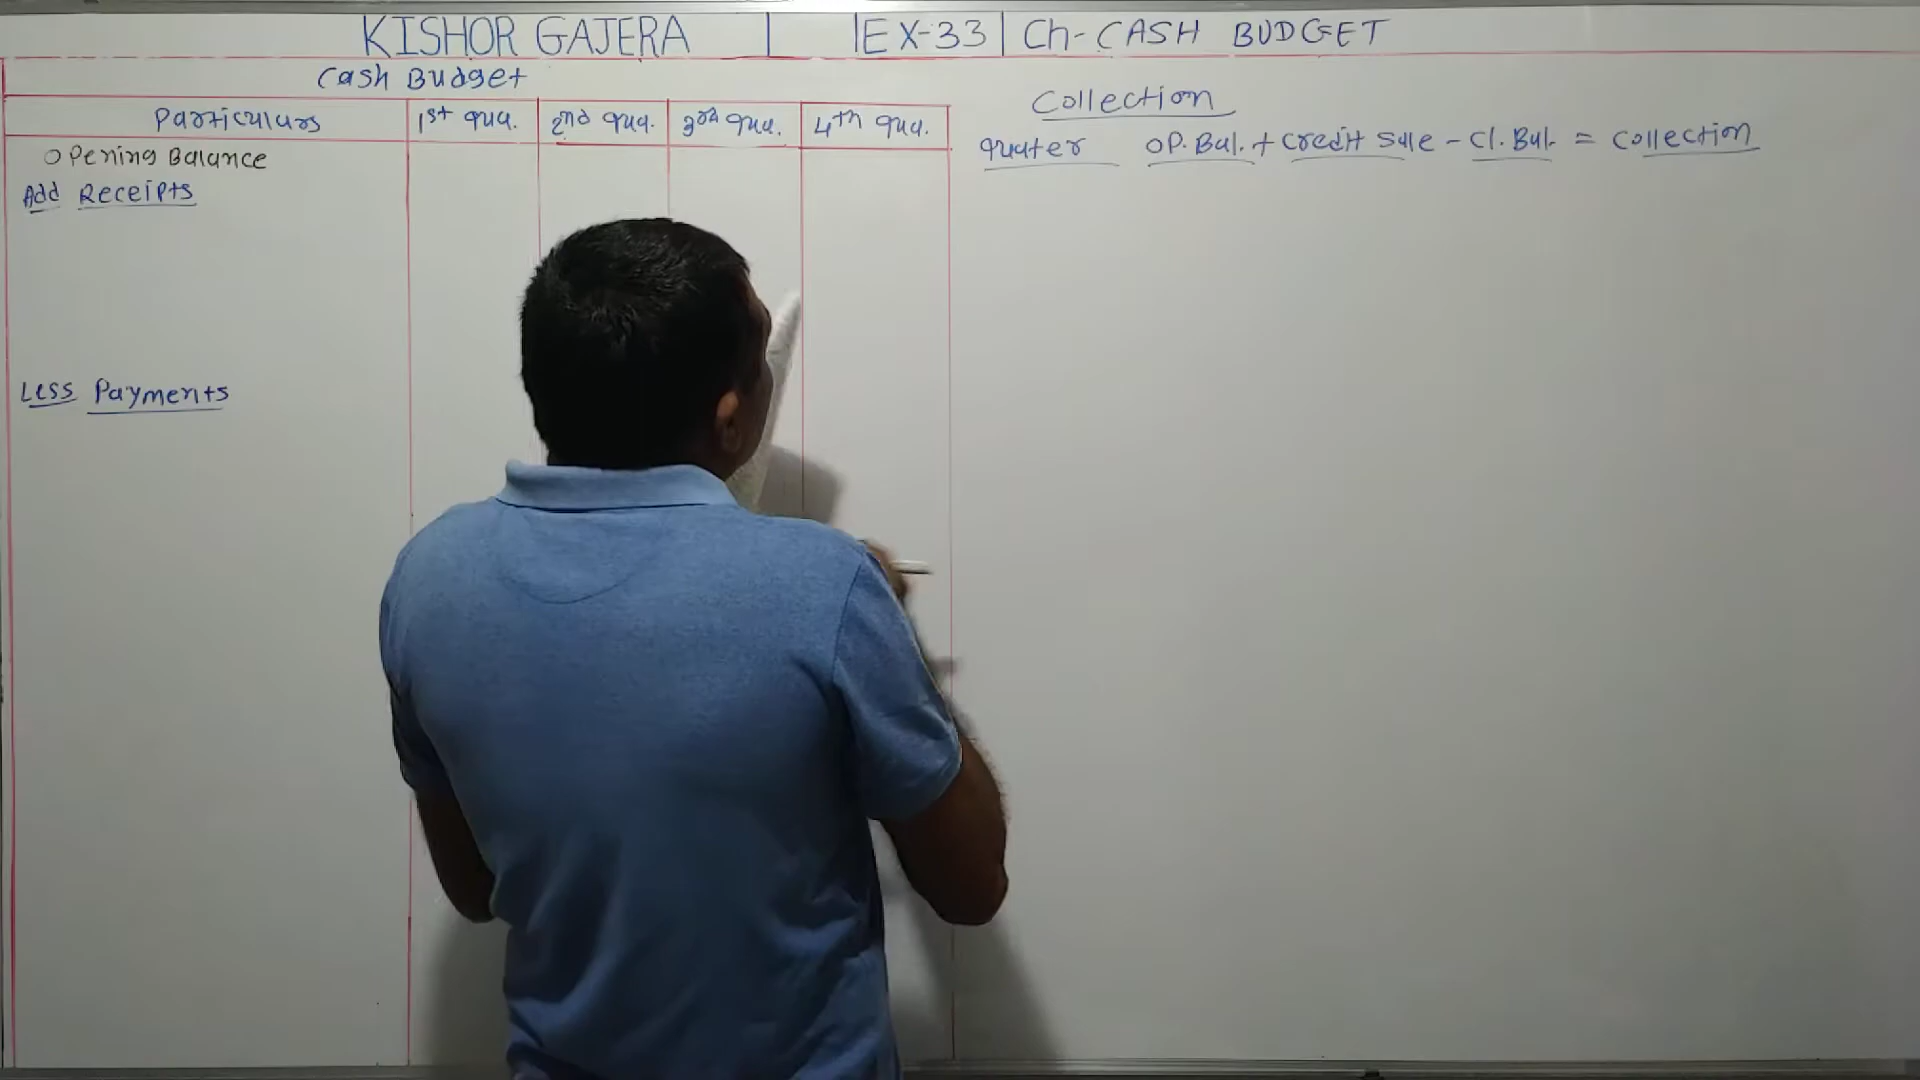 KISHOR GAJERA | EX-33 | Ch-CASH BUDGET
Cash Budget
Particulars 1st qua. 2nd qua. 3rd qua. 4th qua.
Opening Balance
Add Receipts
Less Payments
Collection
quater OP. Bal. + Credit Sale - Cl. Bal. = Collection